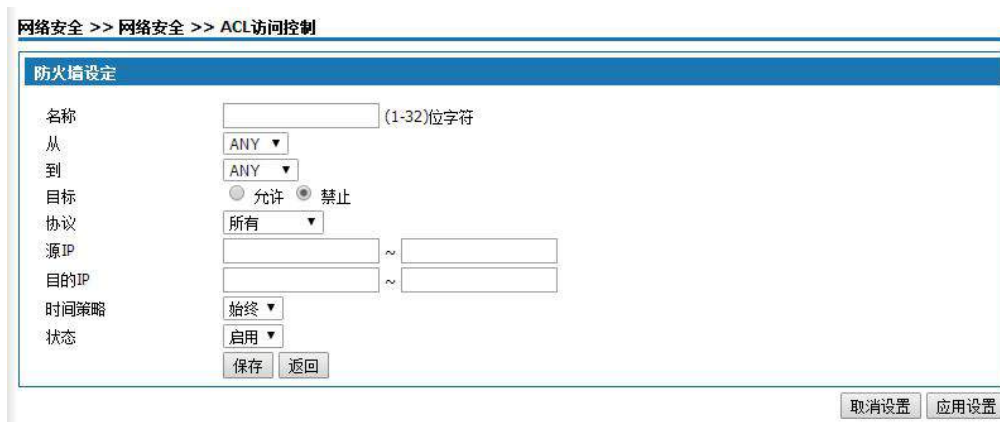 网络安全 >> 网络安全 >> ACL访问控制
防火墙设定
名称 (1-32)位字符
从 ANY
到 ANY
目标 允许 禁止
协议 所有
源IP ~
目的IP ~
时间策略 始终
状态 启用
保存 返回
取消设置 应用设置